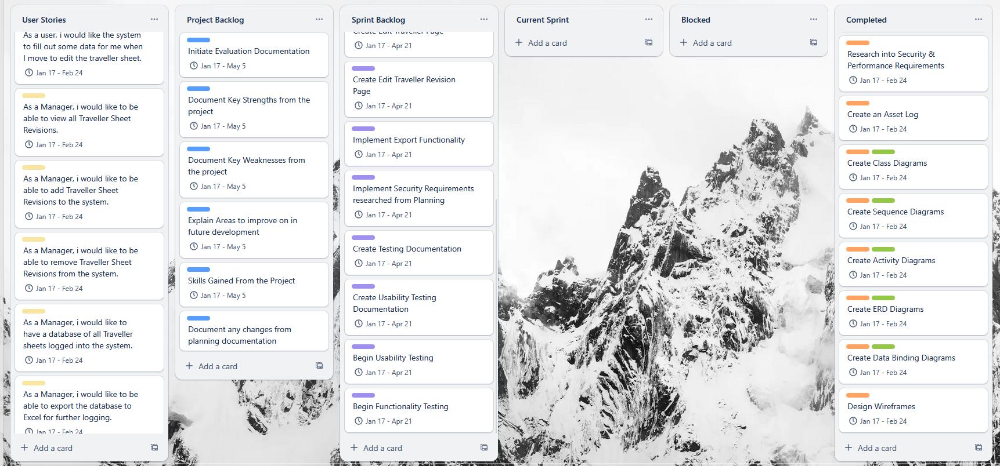 User Stories
As a user, i would like the system
to fill out some data for me when
I move to edit the traveller sheet.
Jan 17 - Feb 24
As a Manager, i would like to be
able to view all Traveller Sheet
Revisions.
Jan 17 - Feb 24
As a Manager, i would like to be
able to add Traveller Sheet
Revisions to the system.
Jan 17 - Feb 24
As a Manager, i would like to be
able to remove Traveller Sheet
Revisions from the system.
Jan 17 - Feb 24
As a Manager, i would like to
have a database of all Traveller
sheets logged into the system.
Jan 17 - Feb 24
As a Manager, i would like to be
able to export the database to
Excel for further logging.
Jan 17 - Feb 24
Add a card
Project Backlog
Initiate Evaluation Documentation
Jan 17 - May 5
Document Key Strengths from the
project
Jan 17 - May 5
Document Key Weaknesses from
the project
Jan 17 - May 5
Explain Areas to improve on in
future development
Jan 17 - May 5
Skills Gained From the Project
Jan 17 - May 5
Document any changes from
planning documentation
Add a card
Sprint Backlog
Create Edit Traveller Page
Jan 17 - Apr 21
Create Edit Traveller Revision
Page
Jan 17 - Apr 21
Implement Export Functionality
Jan 17 - Apr 21
Implement Security Requirements
researched from Planning
Jan 17 - Apr 21
Create Testing Documentation
Jan 17 - Apr 21
Create Usability Testing
Documentation
Jan 17 - Apr 21
Begin Usability Testing
Jan 17 - Apr 21
Begin Functionality Testing
Jan 17 - Apr 21
Add a card
Current Sprint
Add a card
Blocked
Add a card
Completed
Research into Security &
Performance Requirements
Jan 17 - Feb 24
Create an Asset Log
Jan 17 - Feb 24
Create Class Diagrams
Jan 17 - Feb 24
Create Sequence Diagrams
Jan 17 - Feb 24
Create Activity Diagrams
Jan 17 - Feb 24
Create ERD Diagrams
Jan 17 - Feb 24
Create Data Binding Diagrams
Jan 17 - Feb 24
Design Wireframes
Jan 17 - Feb 24
Add a card